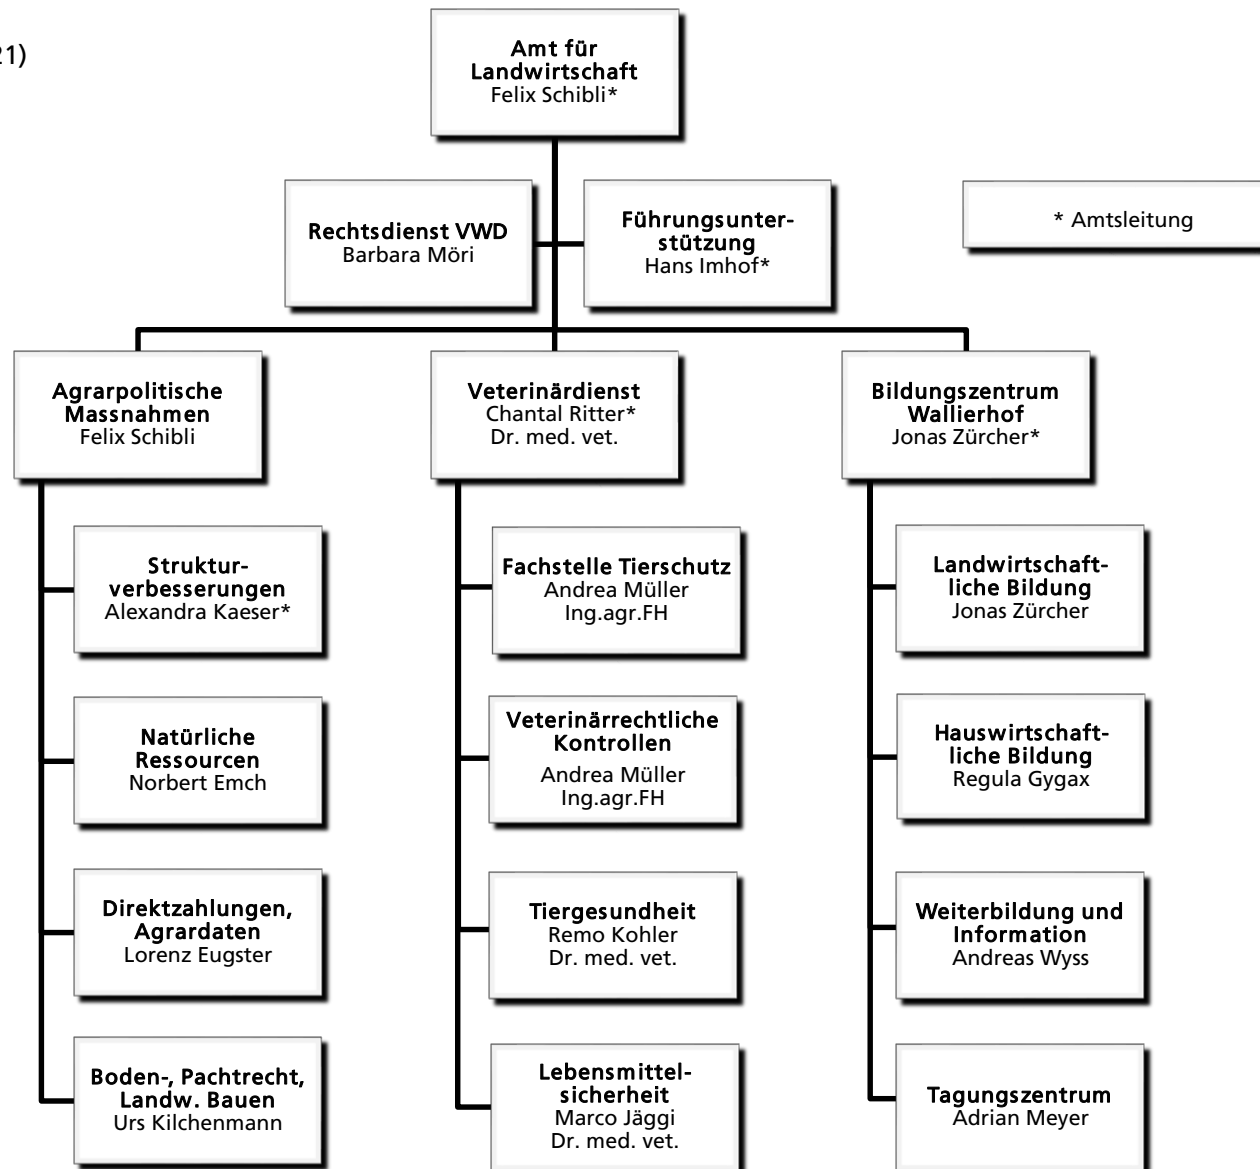 21)
Amt für
Landwirtschaft
Felix Schibli*
Rechtsdienst VWD
Barbara Möri
Führungsunter-
stützung
Hans Imhof*
* Amtsleitung
Agrarpolitische
Massnahmen
Felix Schibli
Veterinärdienst
Chantal Ritter*
Dr. med. vet.
Bildungszentrum
Wallierhof
Jonas Zürcher*
Struktur-
verbesserungen
Alexandra Kaeser*
Fachstelle Tierschutz
Andrea Müller
Ing.agr.FH
Landwirtschaft-
liche Bildung
Jonas Zürcher
Natürliche
Ressourcen
Norbert Emch
Veterinärrechtliche
Kontrollen
Andrea Müller
Ing.agr.FH
Hauswirtschaft-
liche Bildung
Regula Gygax
Direktzahlungen,
Agrardaten
Lorenz Eugster
Tiergesundheit
Remo Kohler
Dr. med. vet.
Weiterbildung und
Information
Andreas Wyss
Boden-, Pachtrecht,
Landw. Bauen
Urs Kilchenmann
Lebensmittel-
sicherheit
Marco Jäggi
Dr. med. vet.
Tagungszentrum
Adrian Meyer